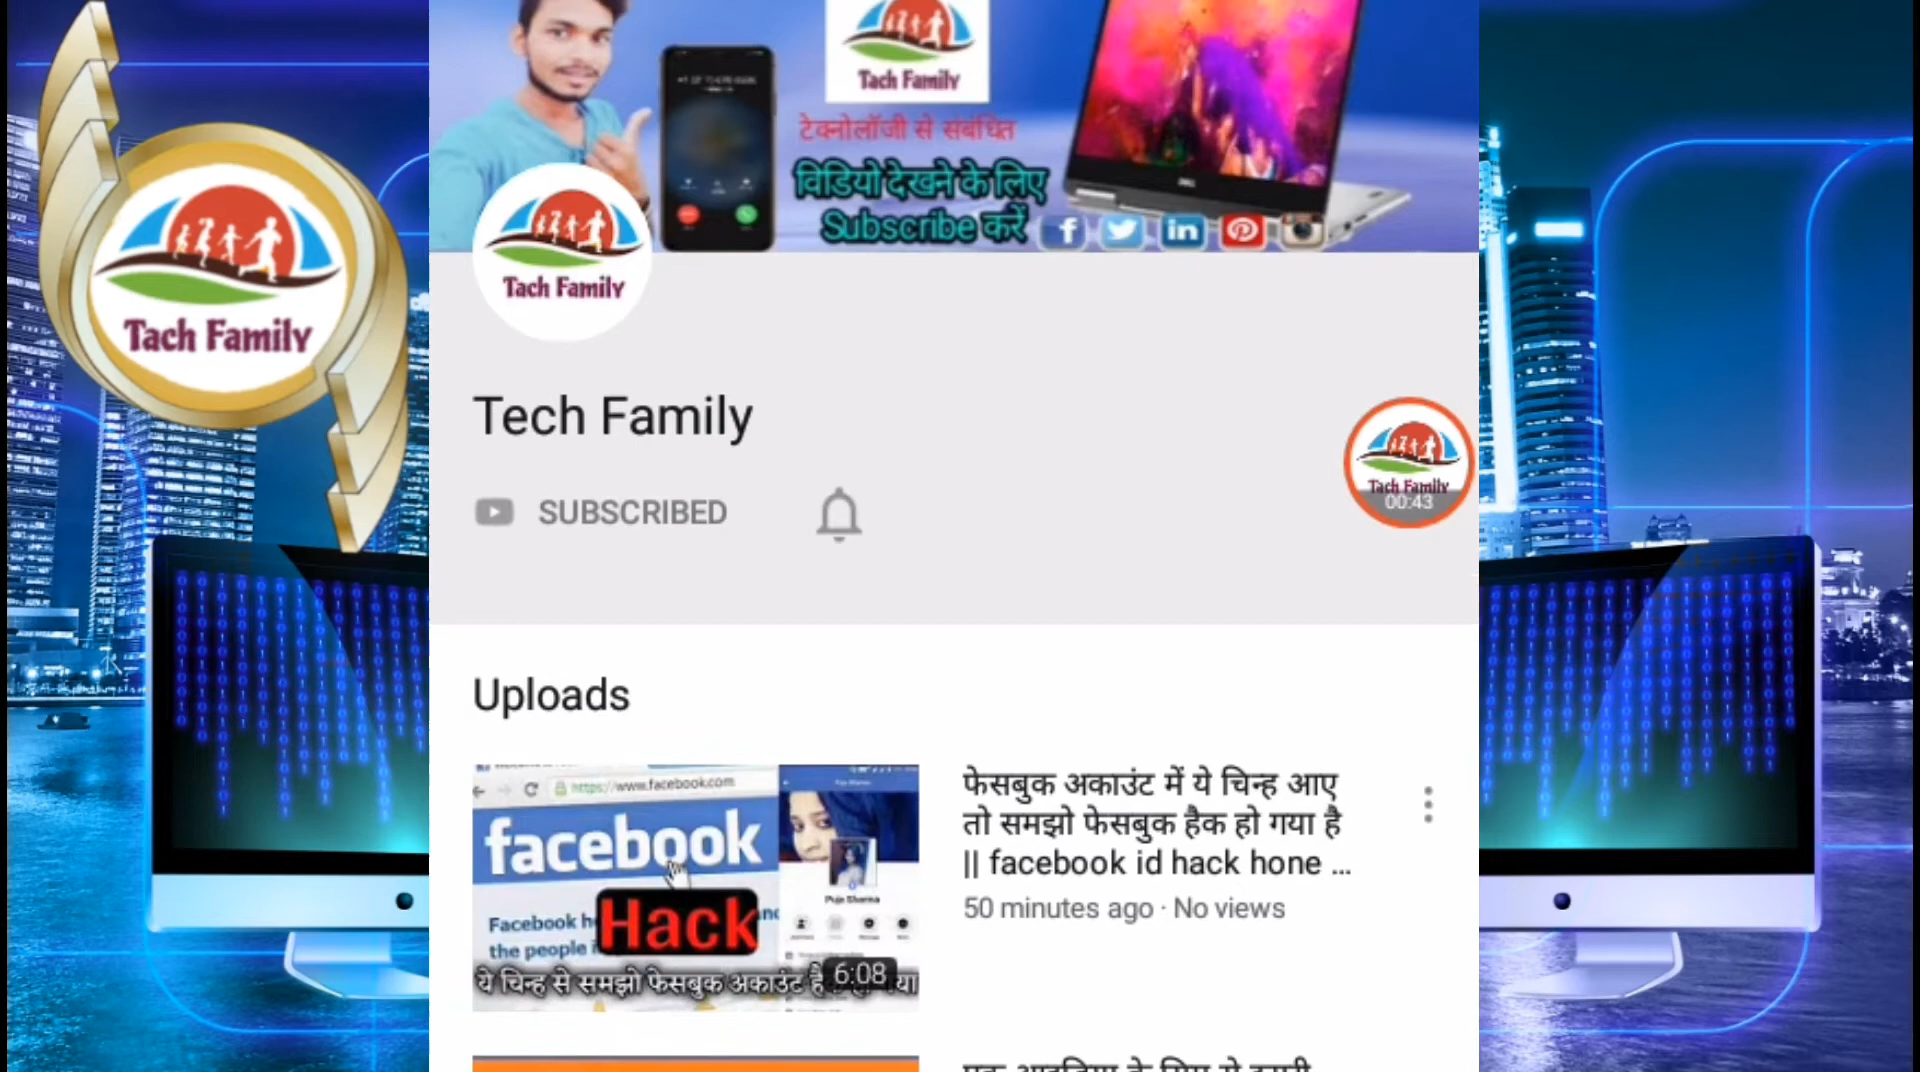 Tach Family
टेक्नोलॉजी से संबंधित
विडियो देखने के लिए
Subscribe करें
Tach Family
Tach Family
Tech Family
Tach Family
00:43
SUBSCRIBED
Uploads
https://www.facebook.com
facebook
Hack
Facebook
the people
Puja Sharma
ये चिन्ह से समझो फेसबुक अकाउंट
6:08
फेसबुक अकाउंट में ये चिन्ह आए
तो समझो फेसबुक हैक हो गया है
|| facebook id hack hone ...
50 minutes ago · No views